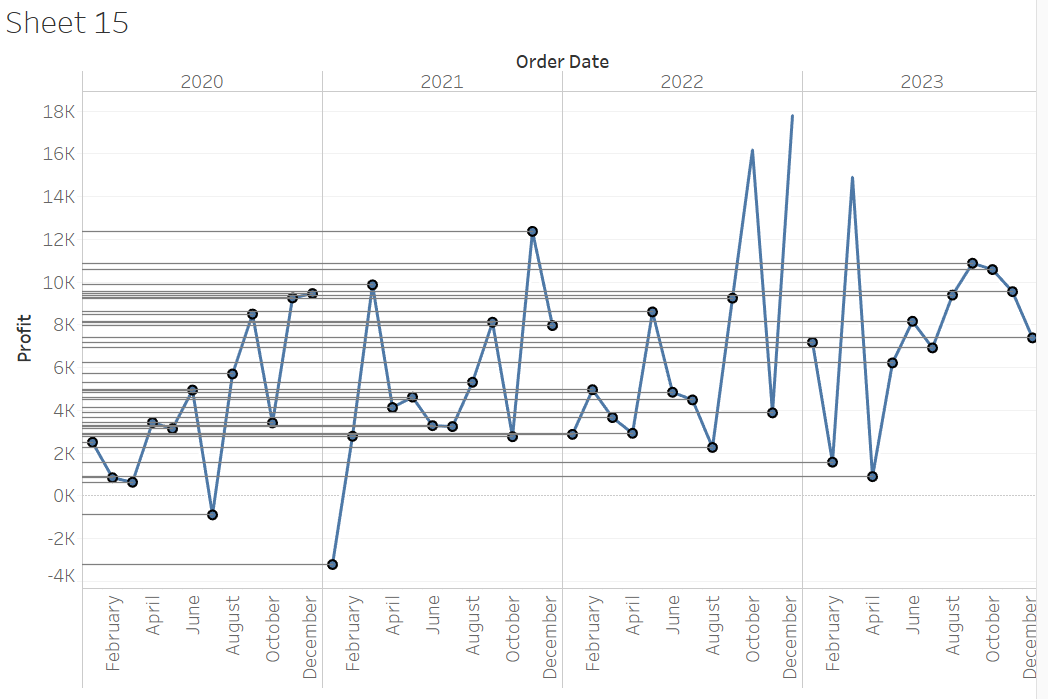 Sheet 15
Order Date
2020 2021 2022 2023
18K
16K
14K
12K
10K
8K
6K
4K
2K
0K
-2K
-4K
Profit
February April June August October December February April June August October December February April June August October December February April June August October December